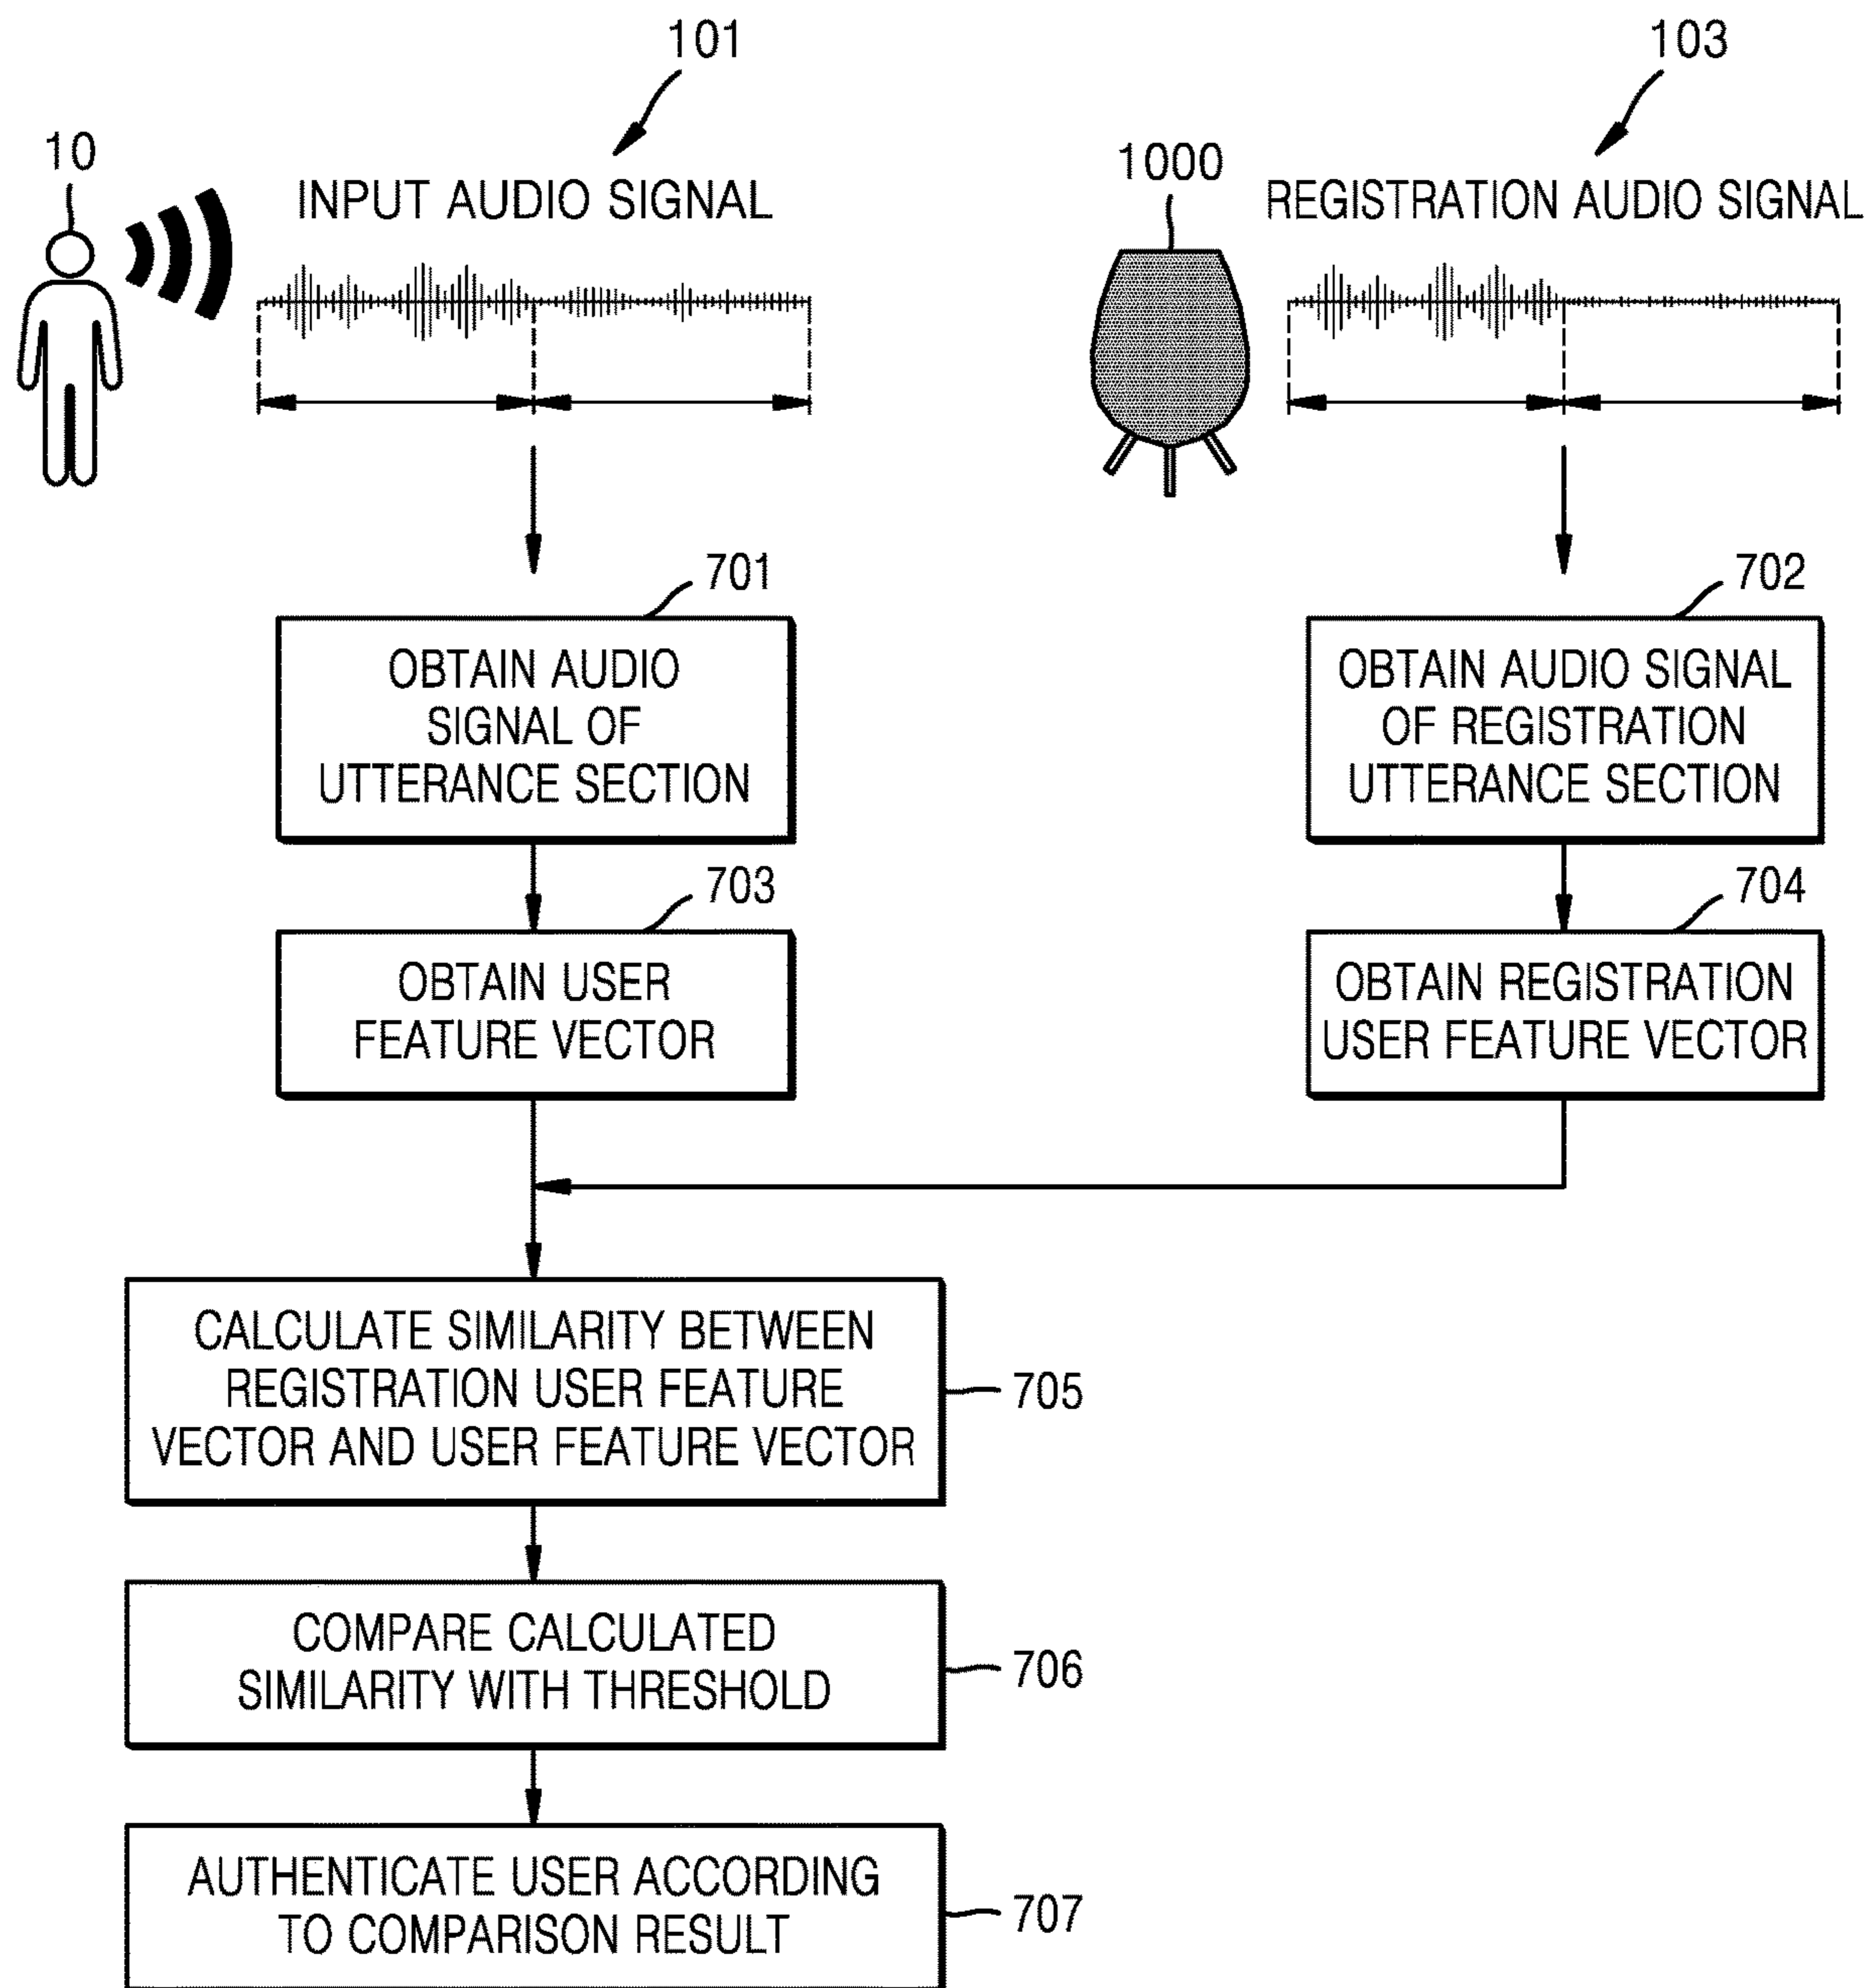 101
103
10
1000
INPUT AUDIO SIGNAL
REGISTRATION AUDIO SIGNAL
701
OBTAIN AUDIO
SIGNAL OF
UTTERANCE SECTION
702
OBTAIN AUDIO SIGNAL
OF REGISTRATION
UTTERANCE SECTION
703
OBTAIN USER
FEATURE VECTOR
704
OBTAIN REGISTRATION
USER FEATURE VECTOR
CALCULATE SIMILARITY BETWEEN
REGISTRATION USER FEATURE
VECTOR AND USER FEATURE VECTOR
705
COMPARE CALCULATED
SIMILARITY WITH THRESHOLD
706
AUTHENTICATE USER ACCORDING
TO COMPARISON RESULT
707